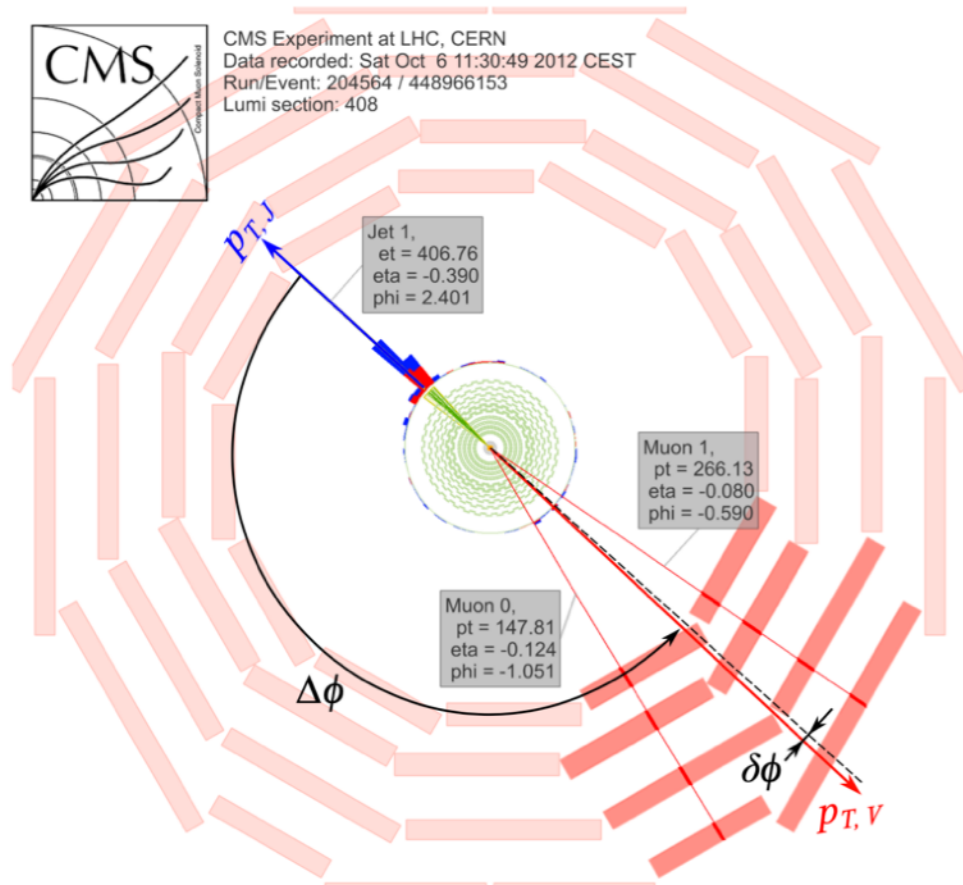 CMS
Compact Muon Solenoid
CMS Experiment at LHC, CERN
Data recorded: Sat Oct 6 11:30:49 2012 CEST
Run/Event: 204564 / 448966153
Lumi section: 408
p_{T, J}
Jet 1,
et = 406.76
eta = -0.390
phi = 2.401
Muon 1,
pt = 266.13
eta = -0.080
phi = -0.590
Muon 0,
pt = 147.81
eta = -0.124
phi = -1.051
Δϕ
δϕ
p_{T, V}